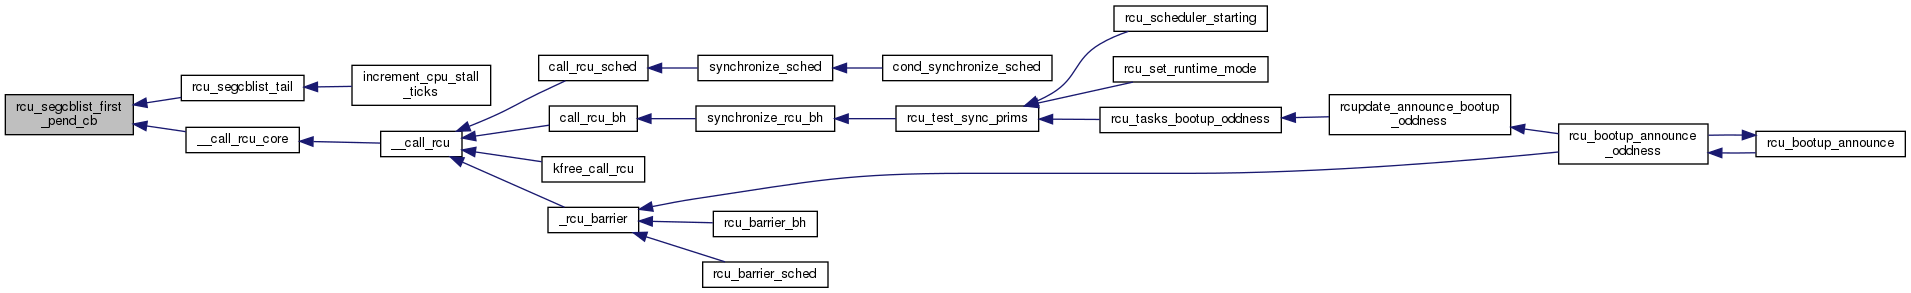 rcu_segcblist_first
_pend_cb
rcu_segcblist_tail
increment_cpu_stall
_ticks
__call_rcu_core
__call_rcu
call_rcu_sched
synchronize_sched
cond_synchronize_sched
call_rcu_bh
synchronize_rcu_bh
rcu_test_sync_prims
rcu_scheduler_starting
rcu_set_runtime_mode
rcu_tasks_bootup_oddness
rcupdate_announce_bootup
_oddness
rcu_bootup_announce
_oddness
rcu_bootup_announce
kfree_call_rcu
_rcu_barrier
rcu_barrier_bh
rcu_barrier_sched